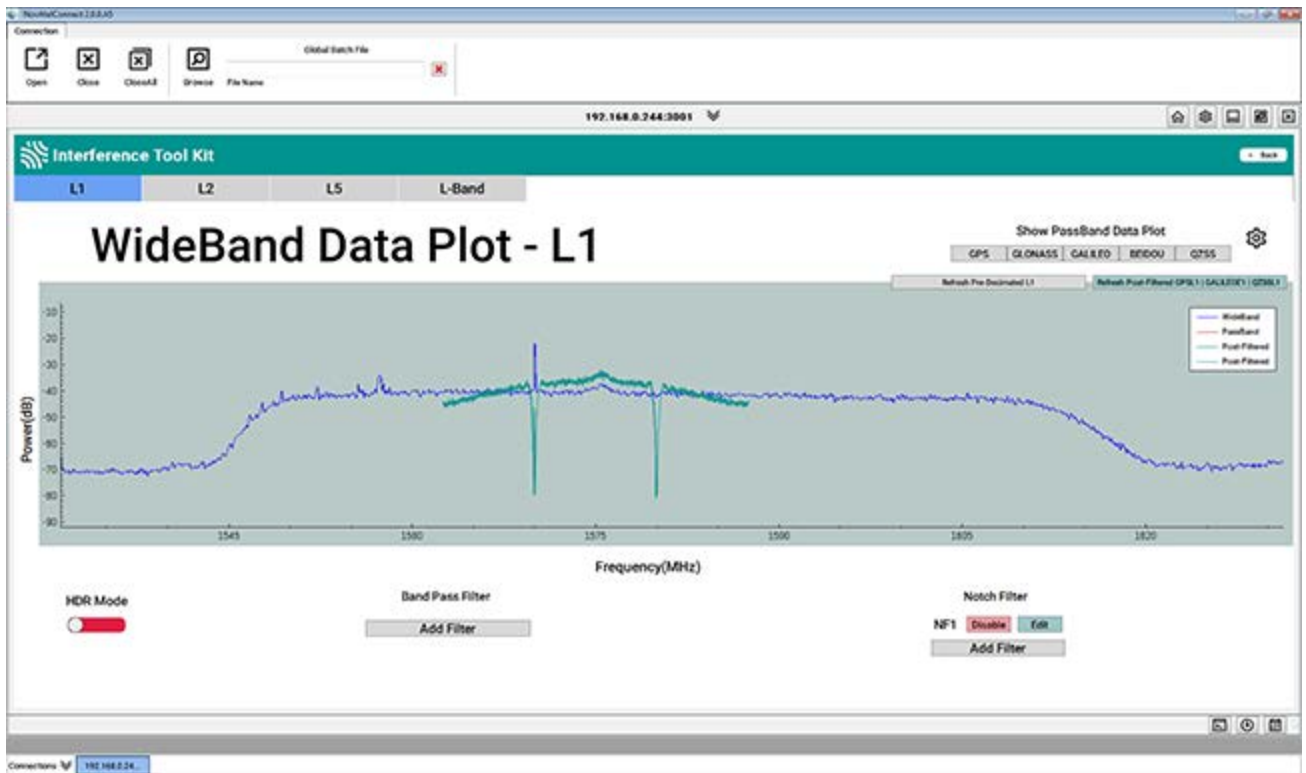 NovAtelConnect 2.0.0.A5
Connection
Global Batch File
Open Close CloseAll Browse File Name
192.168.0.244:3001
Interference Tool Kit
Back
L1 L2 L5 L-Band
WideBand Data Plot - L1
Show PassBand Data Plot
GPS GLONASS GALILEO BEIDOU QZSS
Refresh Pre-Decimated L1 Refresh Post-Filtered GPSL1 | GALILEOE1 | QZSSL1
WideBand
PassBand
Post-Filtered
Post-Filtered
Power(dB)
-10
-20
-30
-40
-50
-60
-70
-80
-90
1545 1560 1575 1590 1605 1620
Frequency(MHz)
HDR Mode Band Pass Filter Notch Filter
NF1 Disable Edit
Add Filter Add Filter
Connections 192.168.0.24...